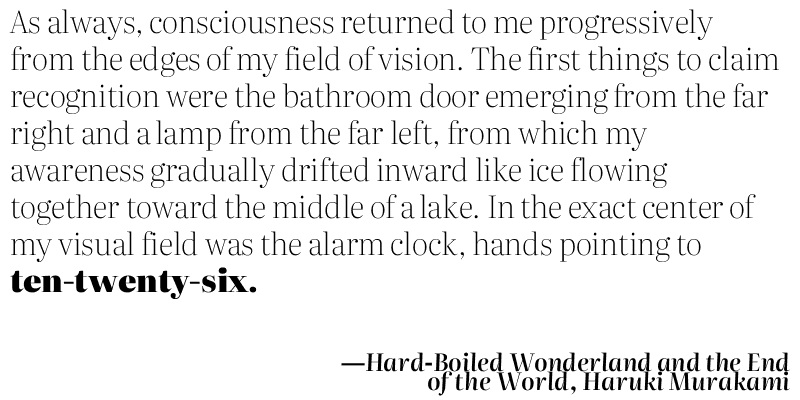 As always, consciousness returned to me progressively
from the edges of my field of vision. The first things to claim
recognition were the bathroom door emerging from the far
right and a lamp from the far left, from which my
awareness gradually drifted inward like ice flowing
together toward the middle of a lake. In the exact center of
my visual field was the alarm clock, hands pointing to
ten-twenty-six.
—Hard-Boiled Wonderland and the End
of the World, Haruki Murakami